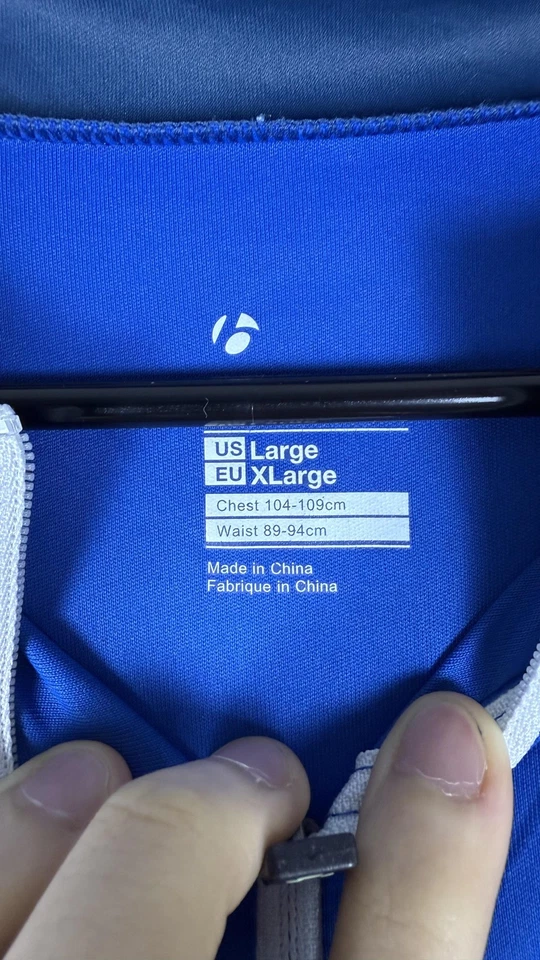 US Large
EU XLarge
Chest 104-109cm
Waist 89-94cm
Made in China
Fabrique in China